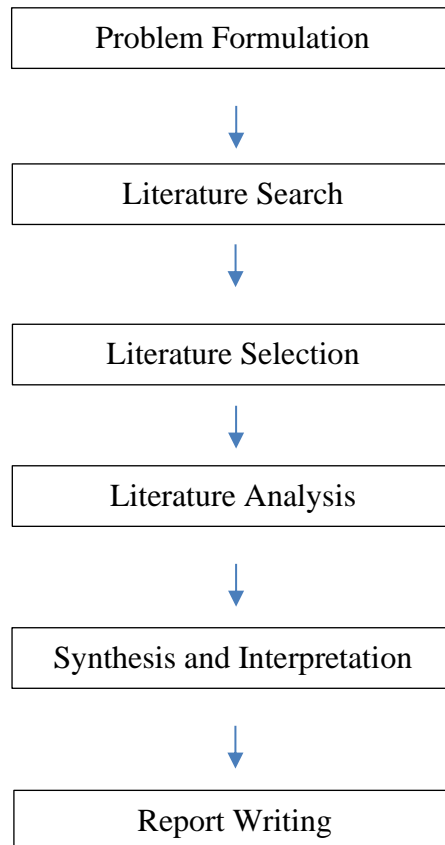 Problem Formulation
Literature Search
Literature Selection
Literature Analysis
Synthesis and Interpretation
Report Writing